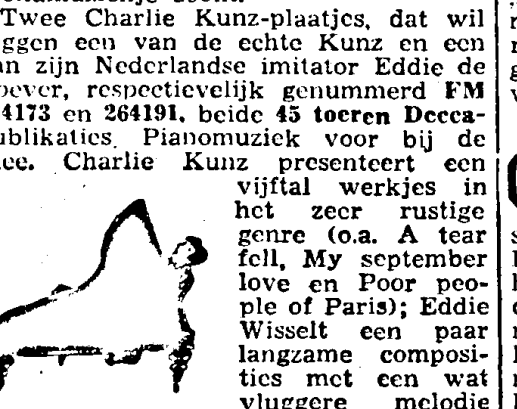 Twee Charlie Kunz-plaatjes, dat wil
ggen een van de echte Kunz en een
an zijn Nederlandse imitator Eddie de
oever, respectievelijk genummerd FM
4173 en 264191, beide 45 toeren Decca-
ublikaties. Pianomuziek voor bij de
ee. Charlie Kunz presenteert een
vijftal werkjes in
het zeer rustige
genre (o.a. A tear
fell, My september
love en Poor peo-
ple of Paris); Eddie
Wisselt een paar
langzame composi-
ties met een wat
vluggere melodie